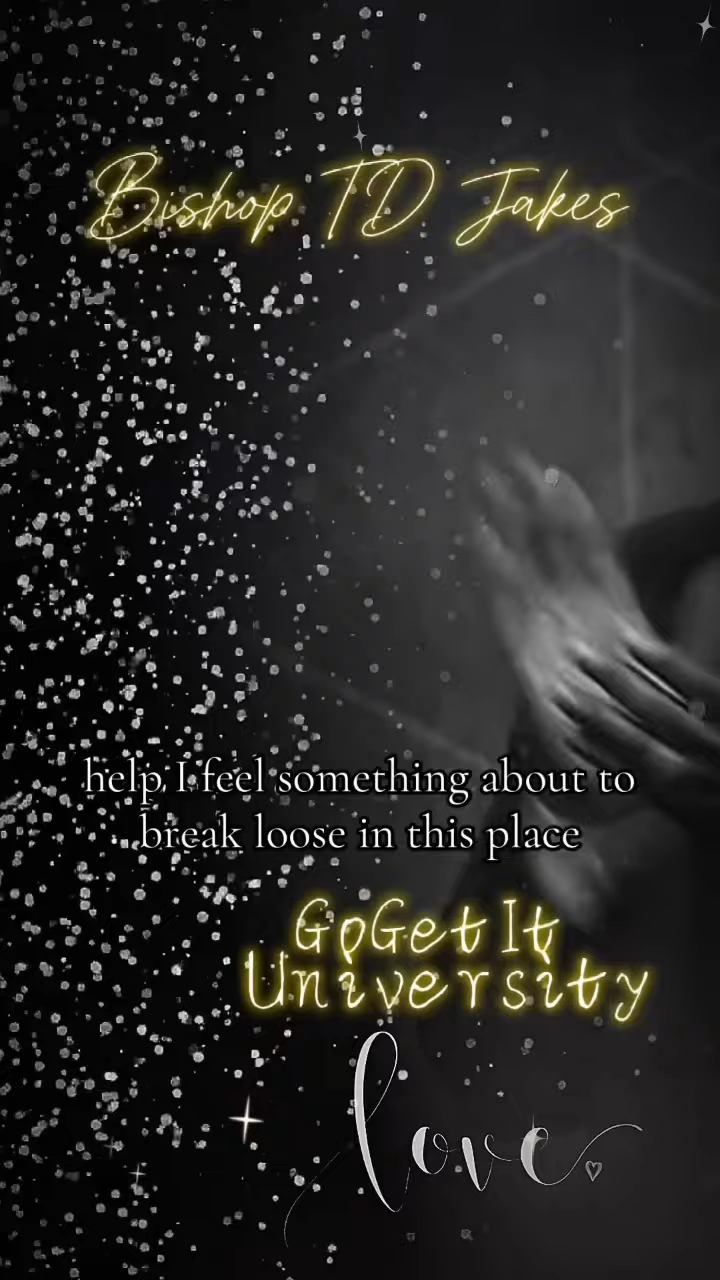 Bishop TD Jakes
help I feel something about to
break loose in this place
GoGet It
University
love